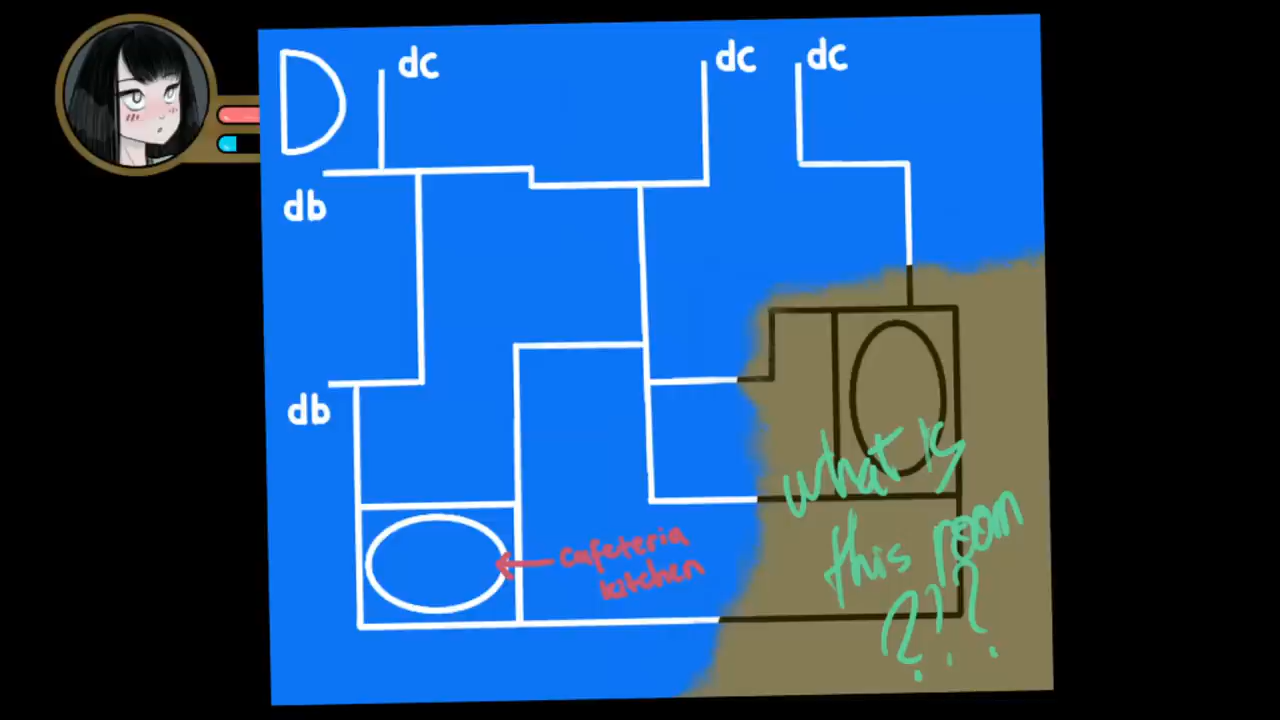 D
dc
dc
dc
db
db
cafeteria
kitchen
what is
this room
???